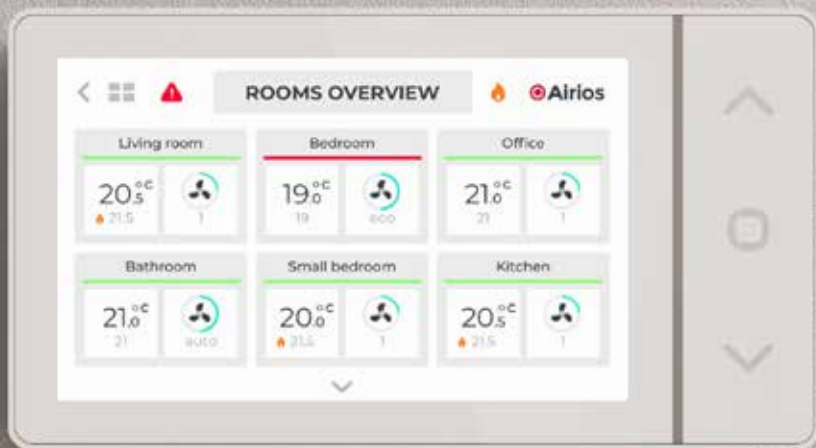 ROOMS OVERVIEW
Airios
Living room
Bedroom
Office
20.5 °C
19.0 °C
21.0 °C
21.5
1
19
eco
21
1
Bathroom
Small bedroom
Kitchen
21.0 °C
20.0 °C
20.5 °C
21
auto
21.5
1
21.5
1